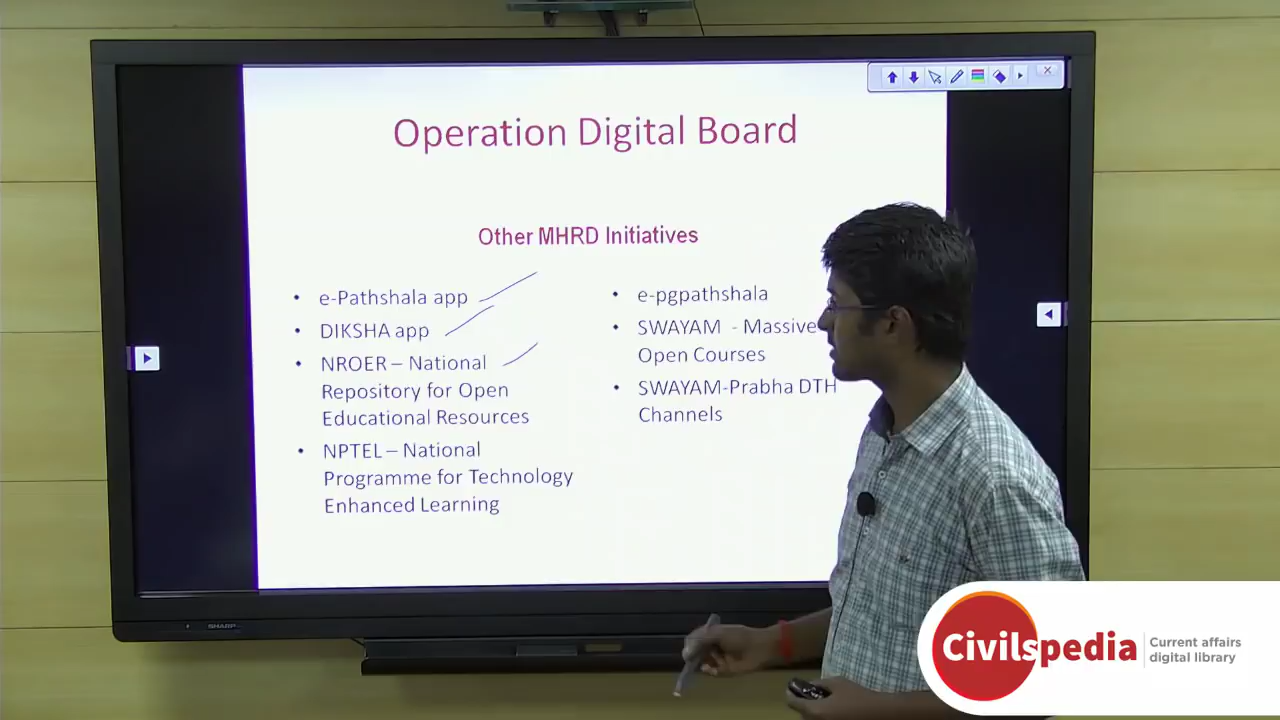 Operation Digital Board
Other MHRD Initiatives
• e-Pathshala app
• DIKSHA app
• NROER – National
Repository for Open
Educational Resources
• NPTEL – National
Programme for Technology
Enhanced Learning
• e-pgpathshala
• SWAYAM - Massive
Open Courses
• SWAYAM-Prabha DTH
Channels
SHARP
Civilspedia
Current affairs
digital library